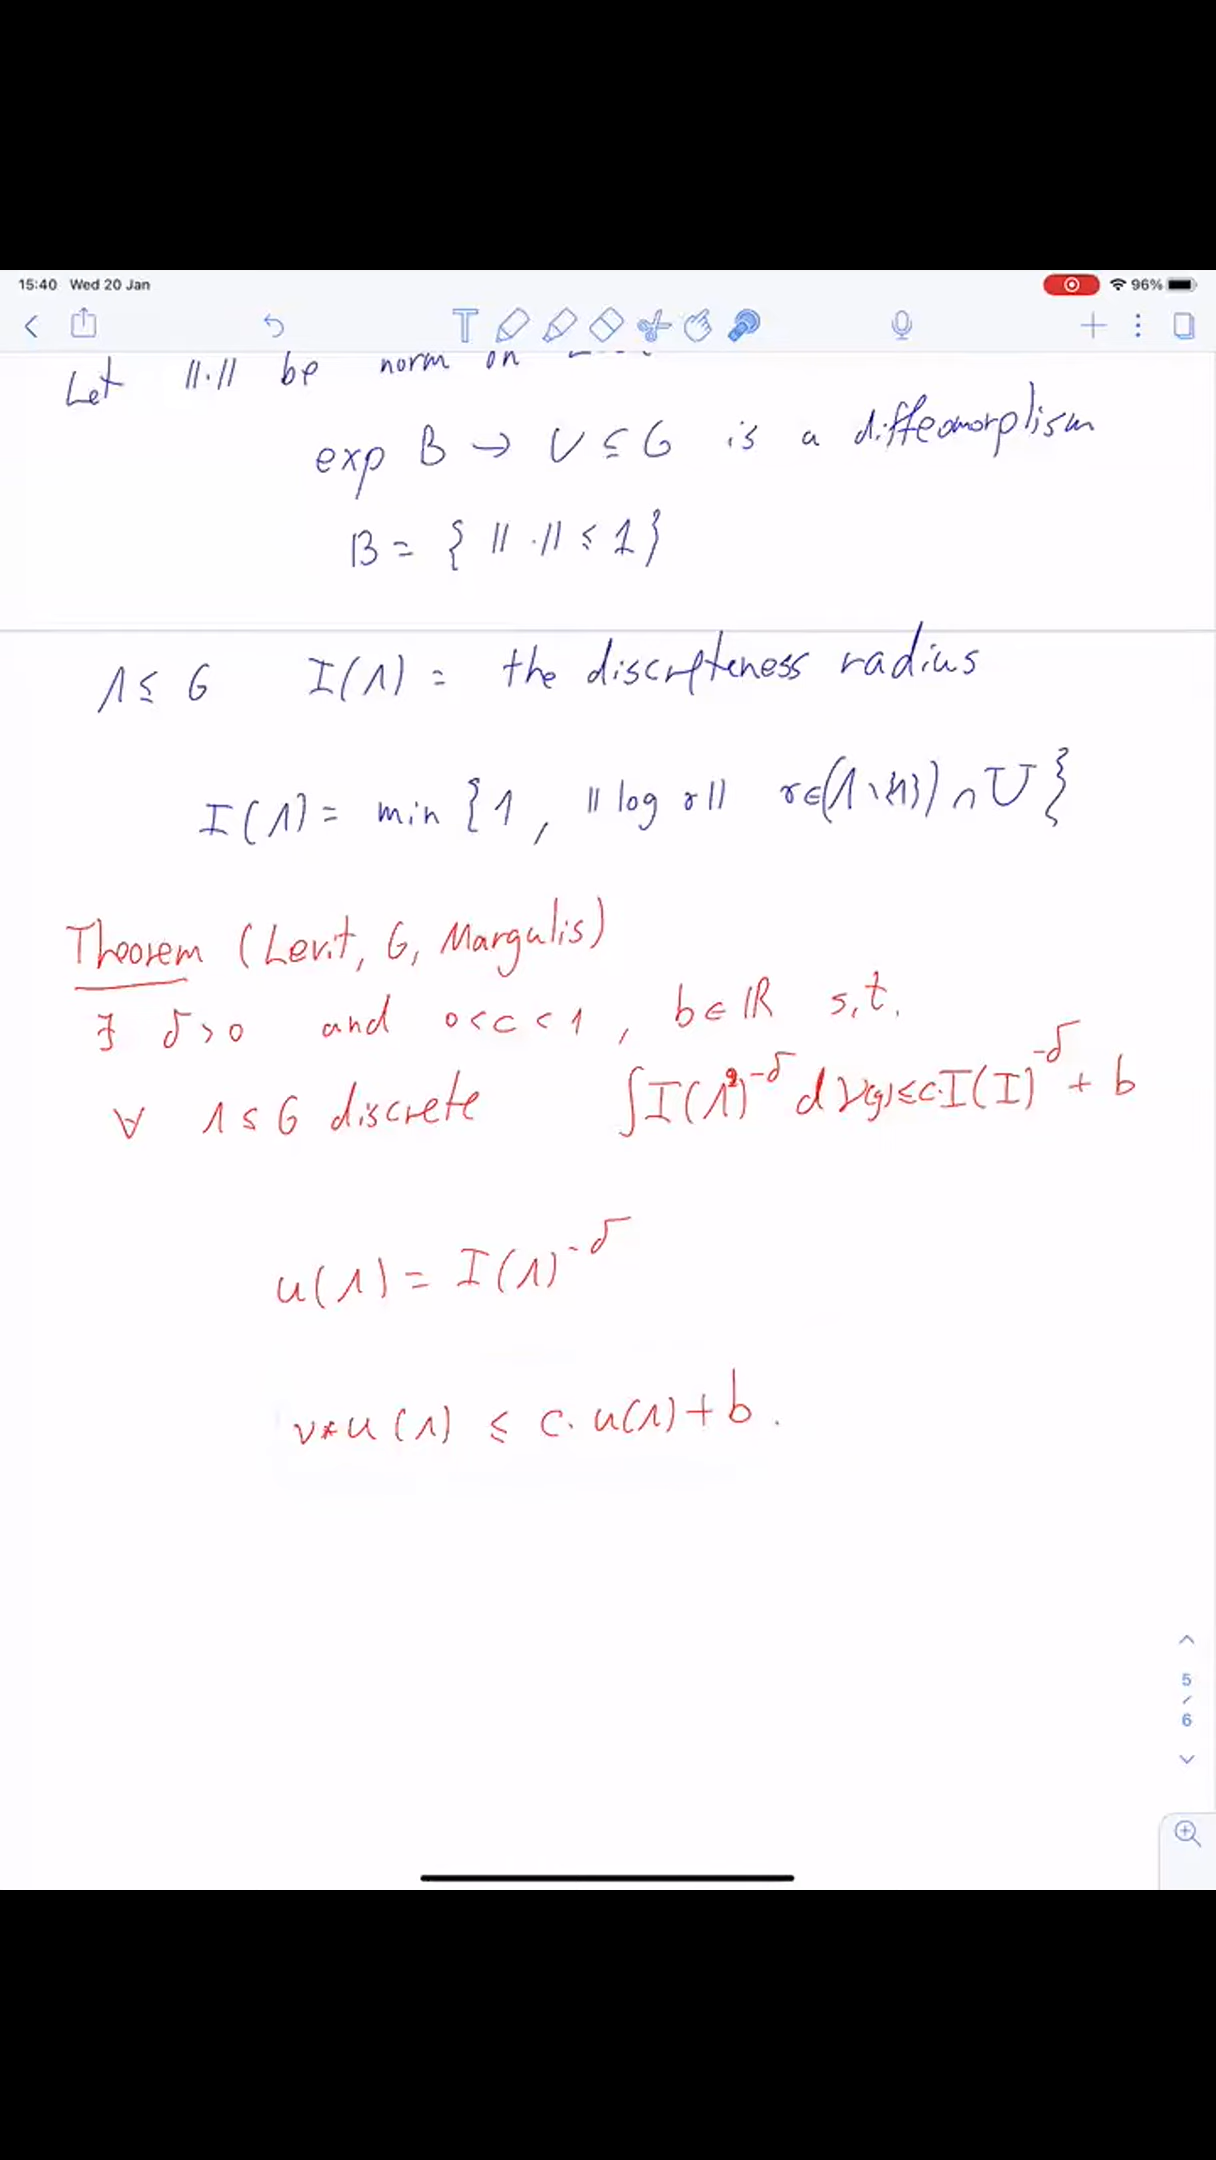 15:40 Wed 20 Jan
96%
Let ||.|| be norm on
exp B → U ≤ G is a diffeomorplism
B = { ||.|| ≤ 1 }
Λ ≤ G I(Λ) = the discreteness radius
I(Λ) = min { 1 , || log γ || γ ∈ (Λ \ {1}) ∩ U }
Theorem (Levit, G, Margulis)
∃ δ > 0 and 0 < c < 1 , b ∈ ℝ s.t.
∀ Λ ≤ G discrete ∫ I(Λ^g)^{-δ} dν(g) ≤ c·I(I)^{-δ} + b
u(Λ) = I(Λ)^{-δ}
ν*u(Λ) ≤ c. u(Λ) + b .
5
/
6